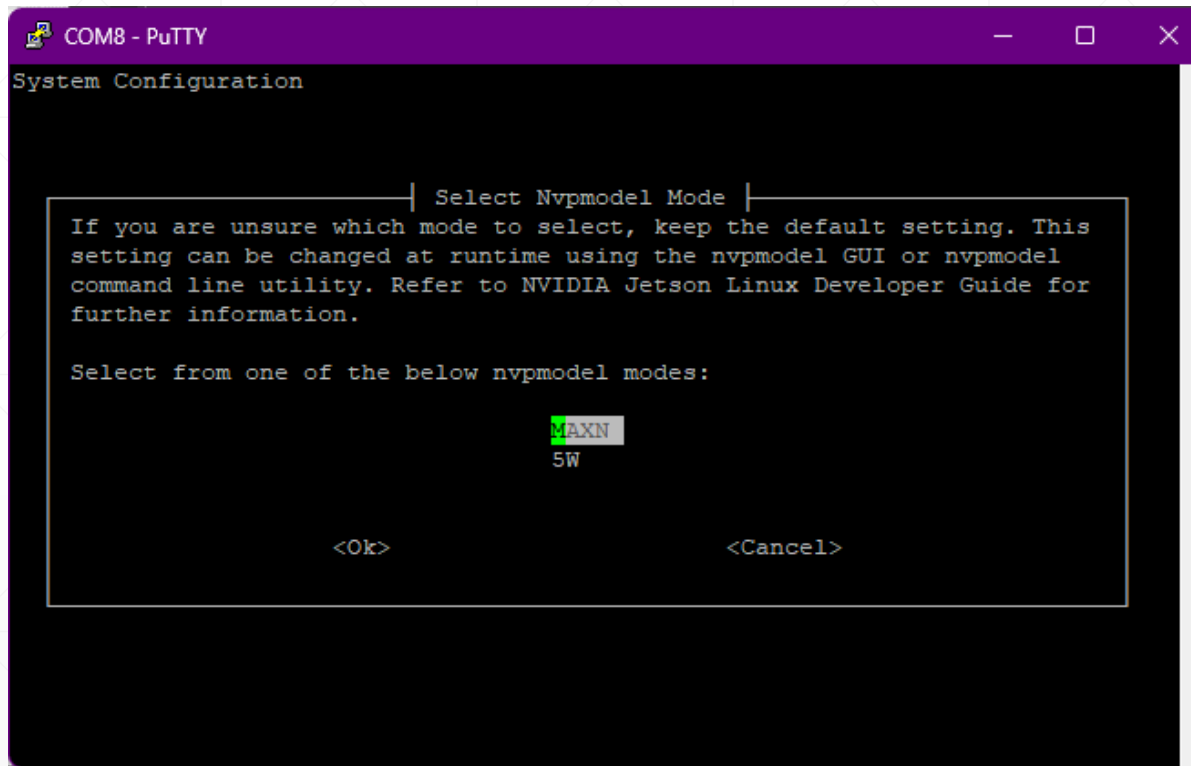 COM8 - PuTTY
System Configuration
Select Nvpmodel Mode
If you are unsure which mode to select, keep the default setting. This
setting can be changed at runtime using the nvpmodel GUI or nvpmodel
command line utility. Refer to NVIDIA Jetson Linux Developer Guide for
further information.
Select from one of the below nvpmodel modes:
MAXN
5W
<Ok> <Cancel>